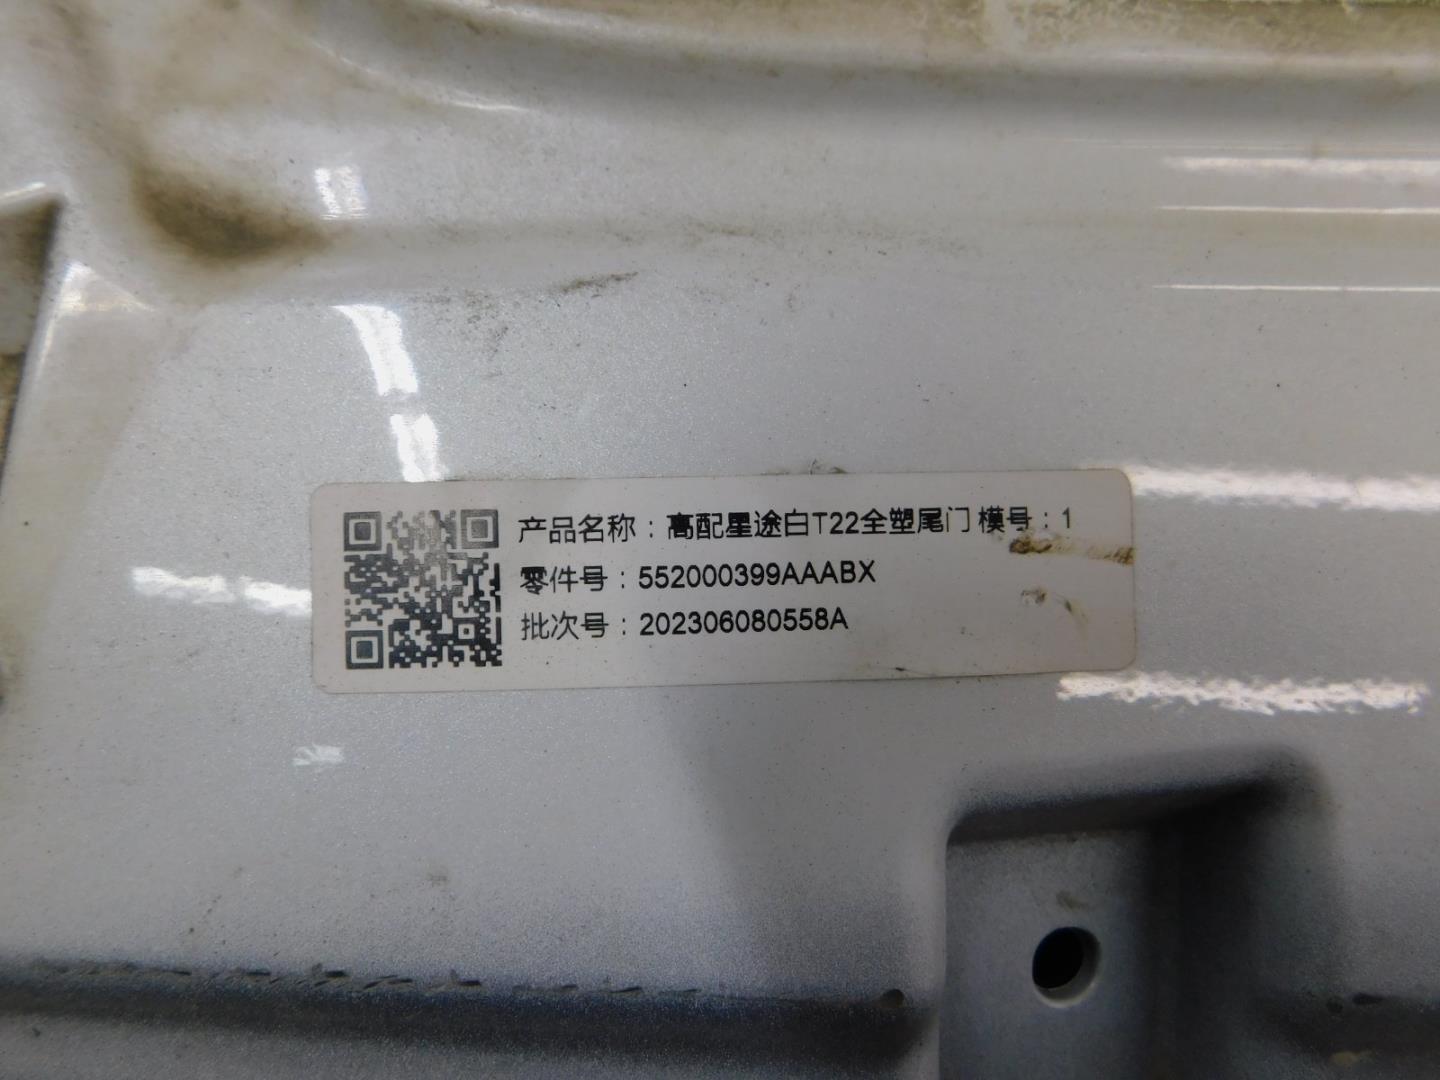 产品名称：高配星途白T22全塑尾门 模号：1
零件号：552000399AAABX
批次号：202306080558A